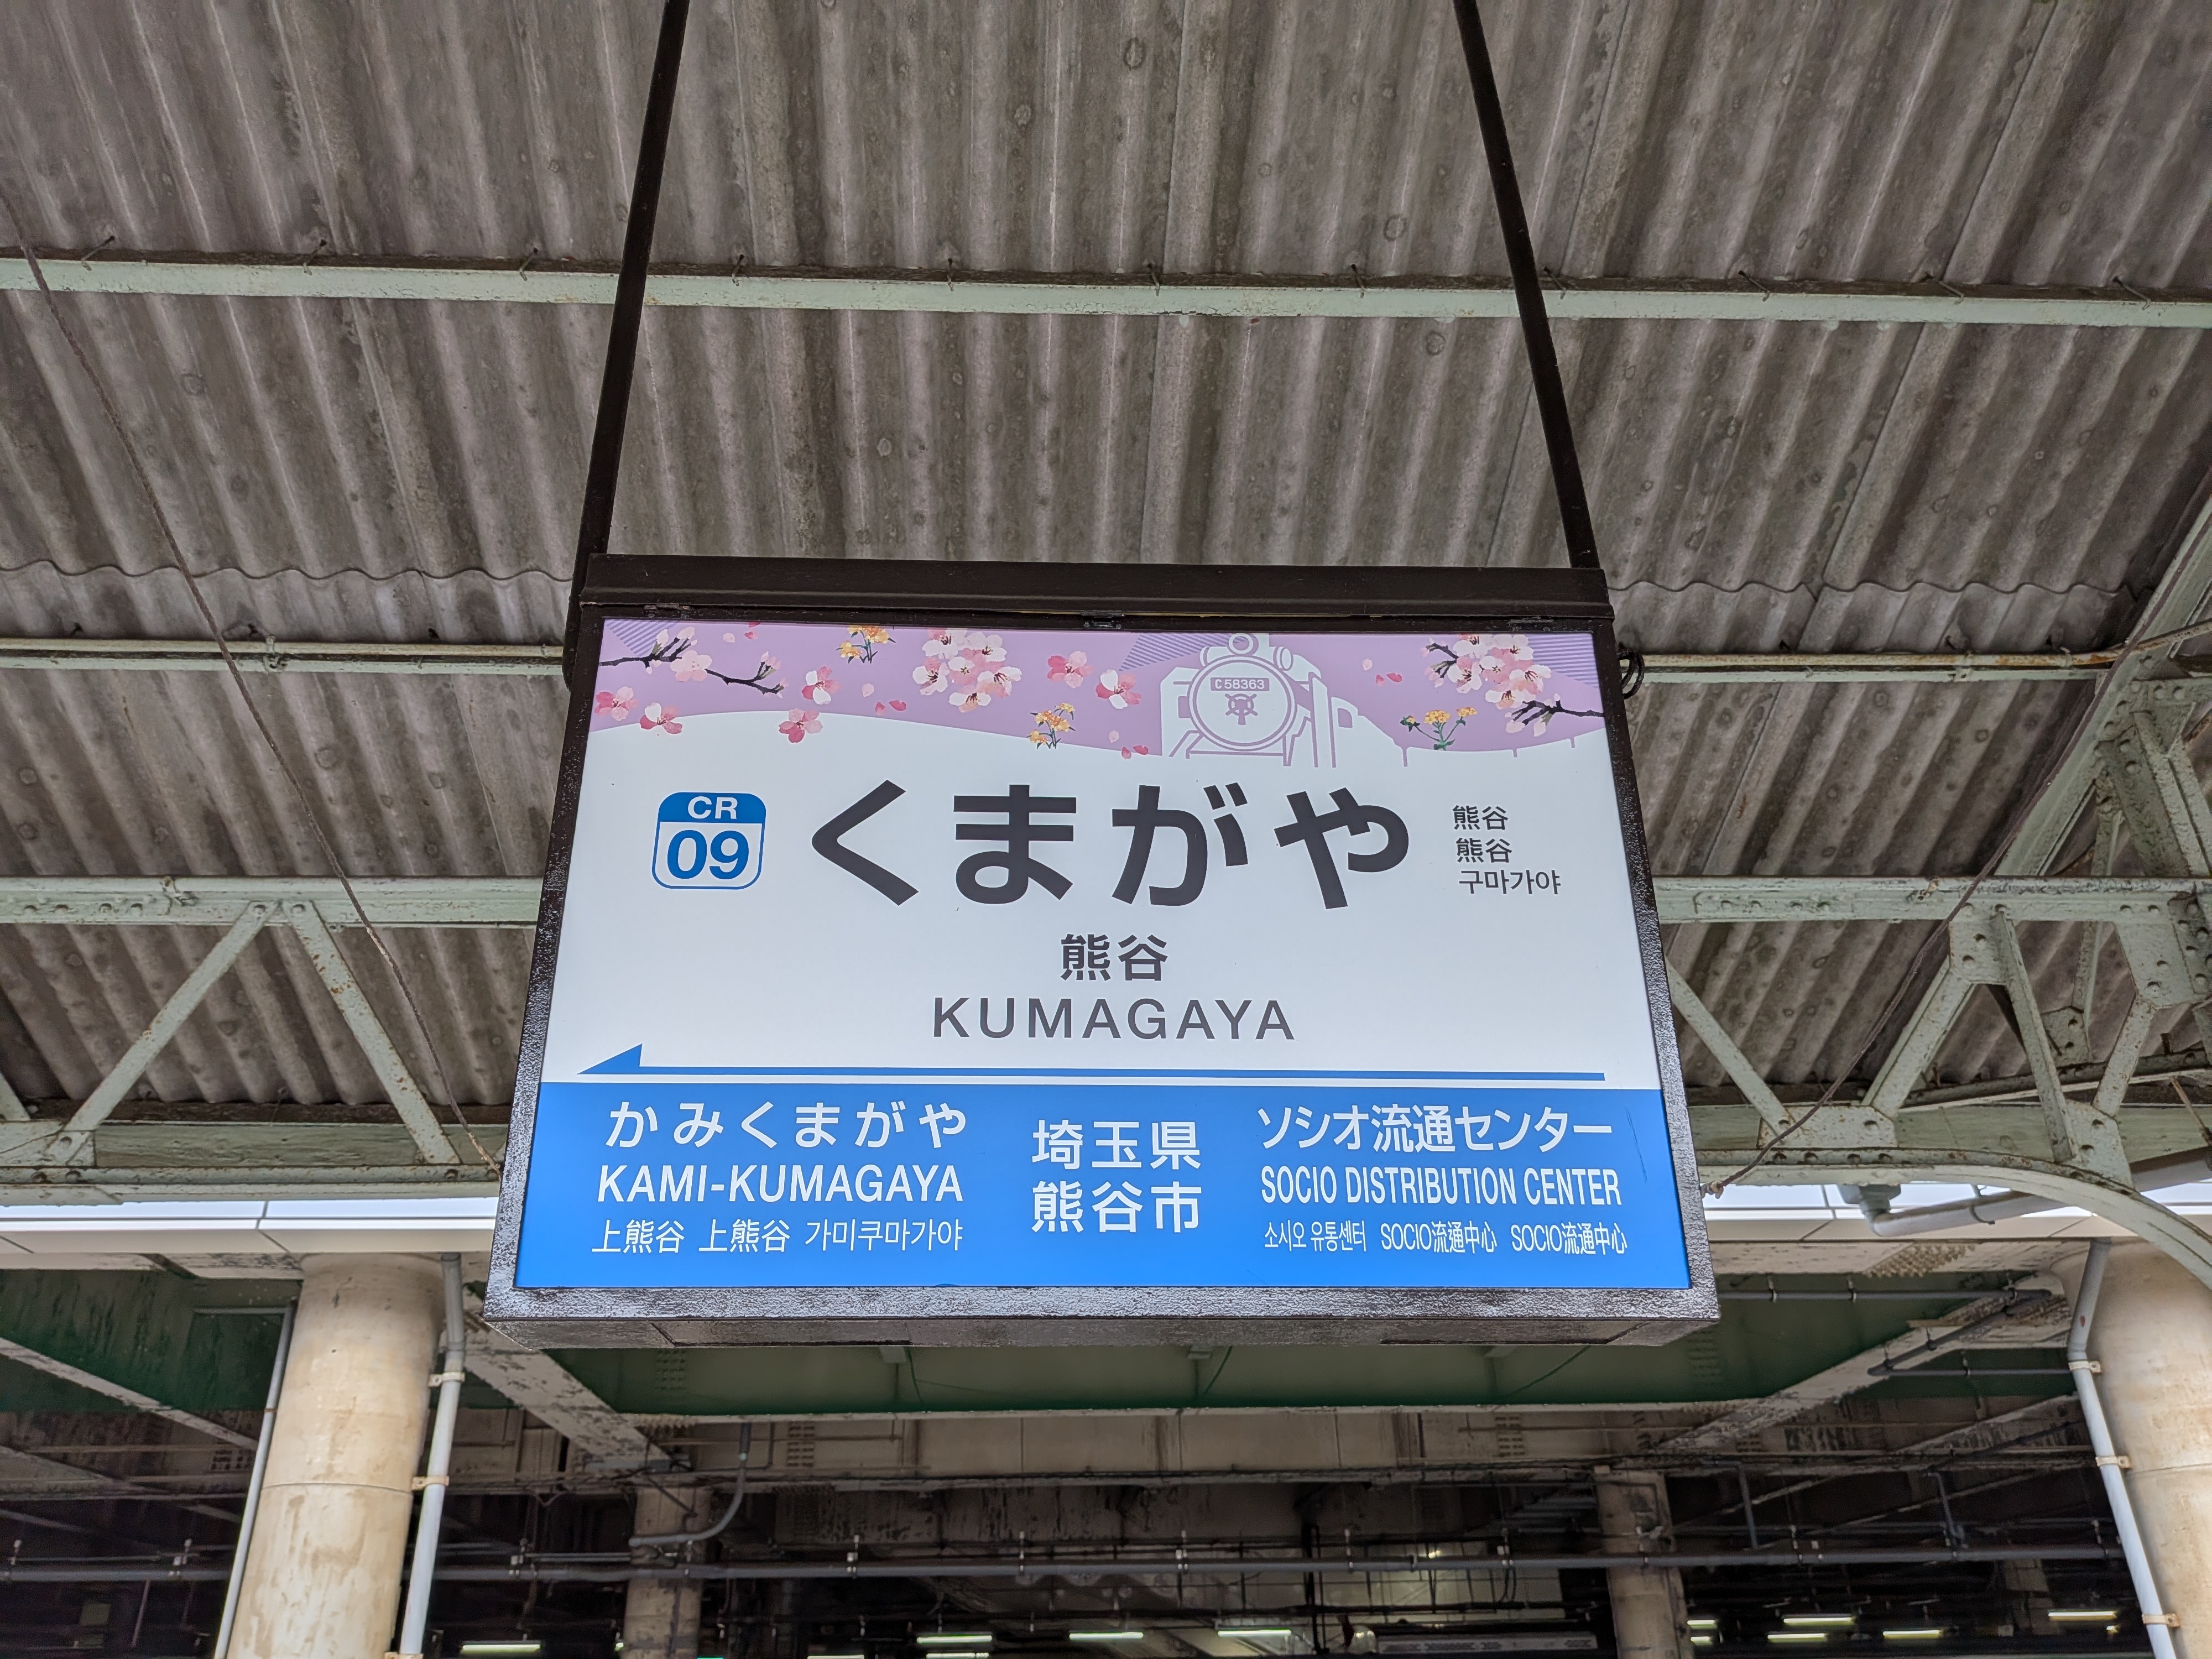 C58363
CR
09
くまがや
熊谷
熊谷
구마가야
熊谷
KUMAGAYA
かみくまがや
KAMI-KUMAGAYA
上熊谷 上熊谷 가미쿠마가야
埼玉県
熊谷市
ソシオ流通センター
SOCIO DISTRIBUTION CENTER
소시오 유통센터 SOCIO流通中心 SOCIO流通中心